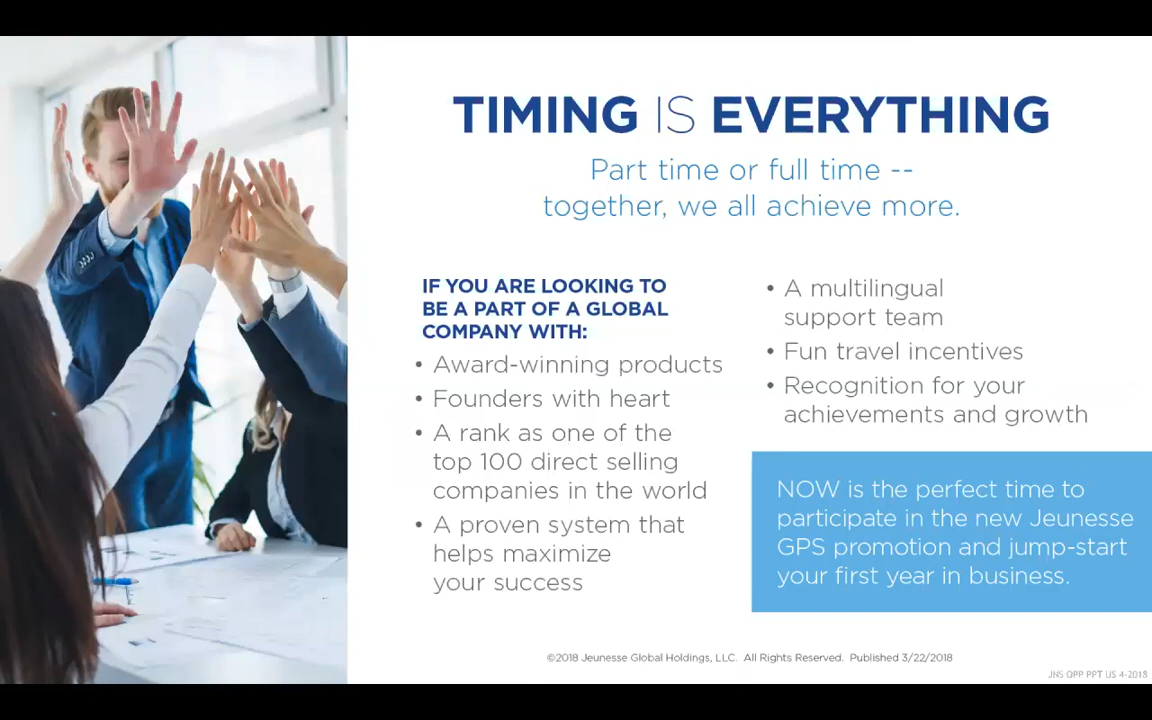 TIMING IS EVERYTHING
Part time or full time --
together, we all achieve more.
IF YOU ARE LOOKING TO
BE A PART OF A GLOBAL
COMPANY WITH:
• Award-winning products
• Founders with heart
• A rank as one of the
top 100 direct selling
companies in the world
• A proven system that
helps maximize
your success
• A multilingual
support team
• Fun travel incentives
• Recognition for your
achievements and growth
NOW is the perfect time to
participate in the new Jeunesse
GPS promotion and jump-start
your first year in business.
©2018 Jeunesse Global Holdings, LLC. All Rights Reserved. Published 3/22/2018
JNS OPP PPT US 4-2018